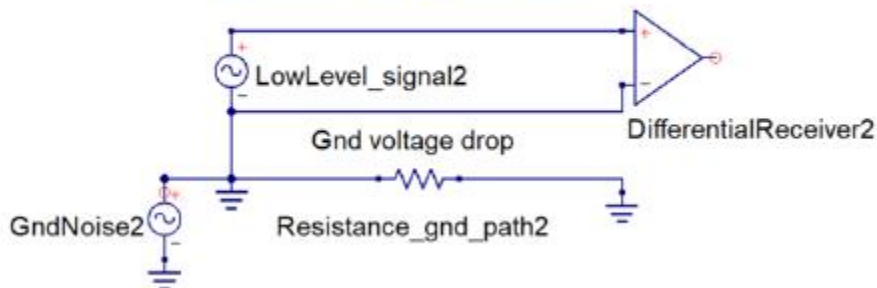 LowLevel_signal2
DifferentialReceiver2
Gnd voltage drop
GndNoise2
Resistance_gnd_path2